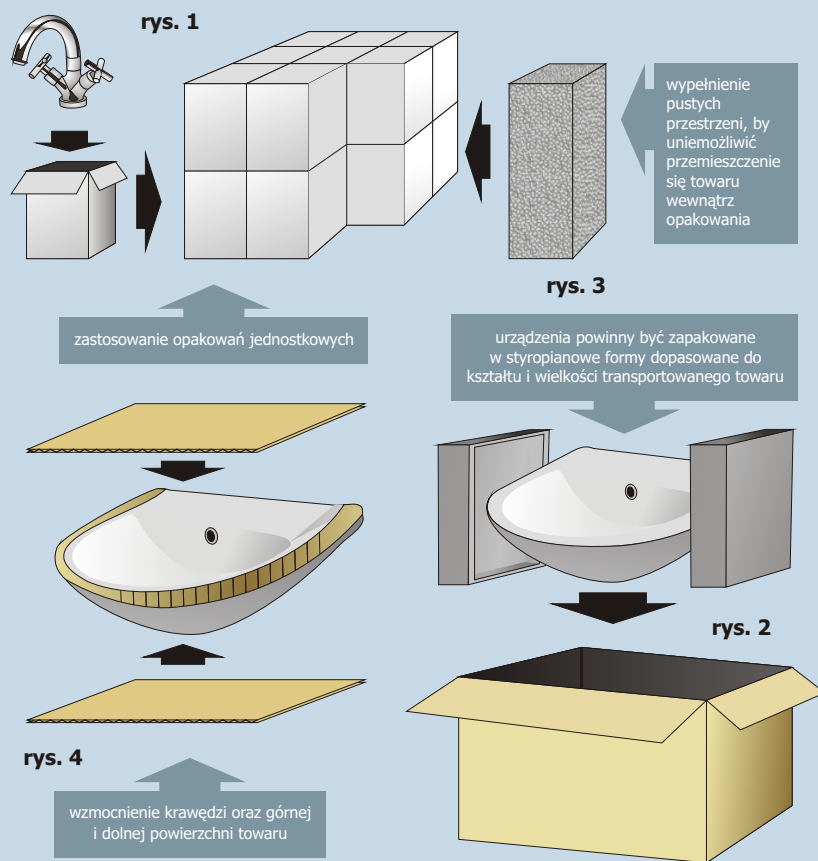 rys. 1
wypełnienie
pustych
przestrzeni, by
uniemożliwić
przemieszczenie
się towaru
wewnątrz
opakowania
rys. 3
zastosowanie opakowań jednostkowych
urządzenia powinny być zapakowane
w styropianowe formy dopasowane do
kształtu i wielkości transportowanego towaru
rys. 2
rys. 4
wzmocnienie krawędzi oraz górnej
i dolnej powierzchni towaru